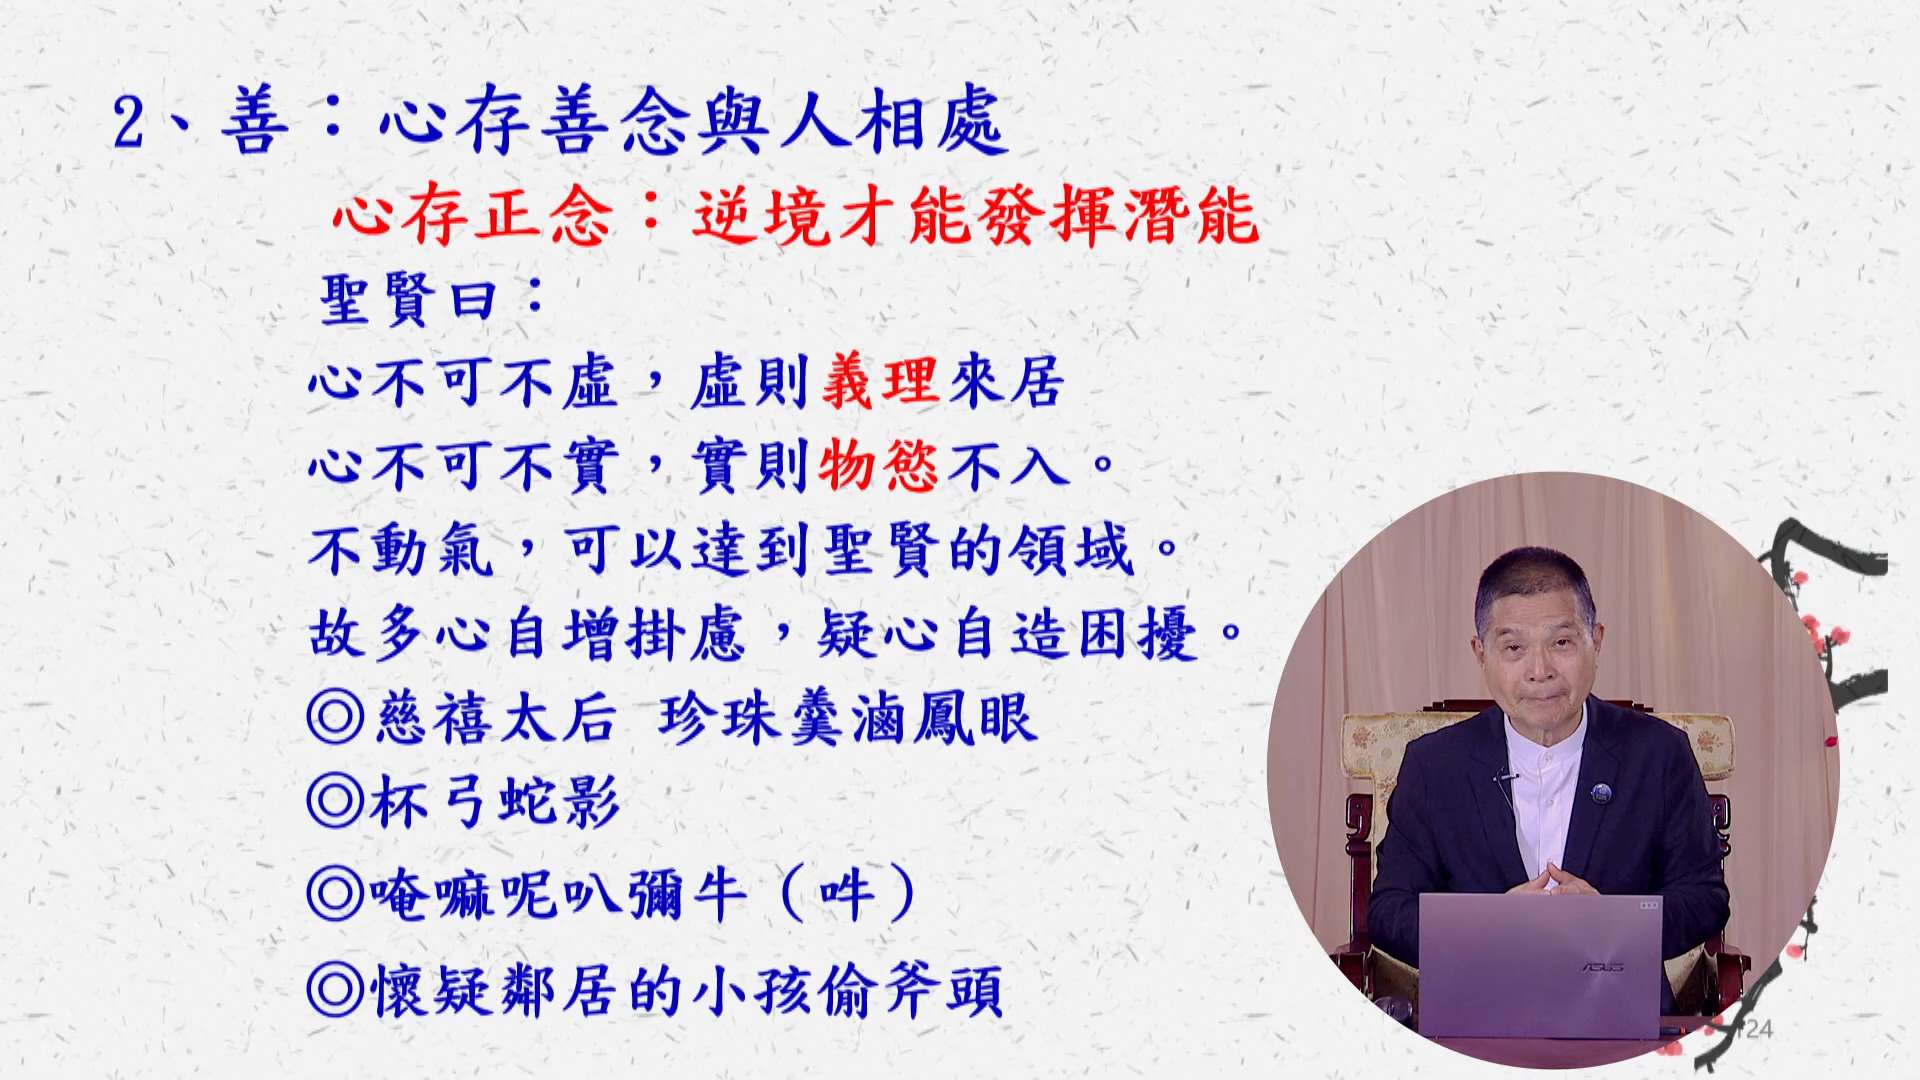 2、善：心存善念與人相處
心存正念：逆境才能發揮潛能
聖賢曰：
心不可不虛，虛則義理來居
心不可不實，實則物慾不入。
不動氣，可以達到聖賢的領域。
故多心自增掛慮，疑心自造困擾。
◎慈禧太后 珍珠羹滷鳳眼
◎杯弓蛇影
◎唵嘛呢叭彌牛（吽）
◎懷疑鄰居的小孩偷斧頭
ASUS
124